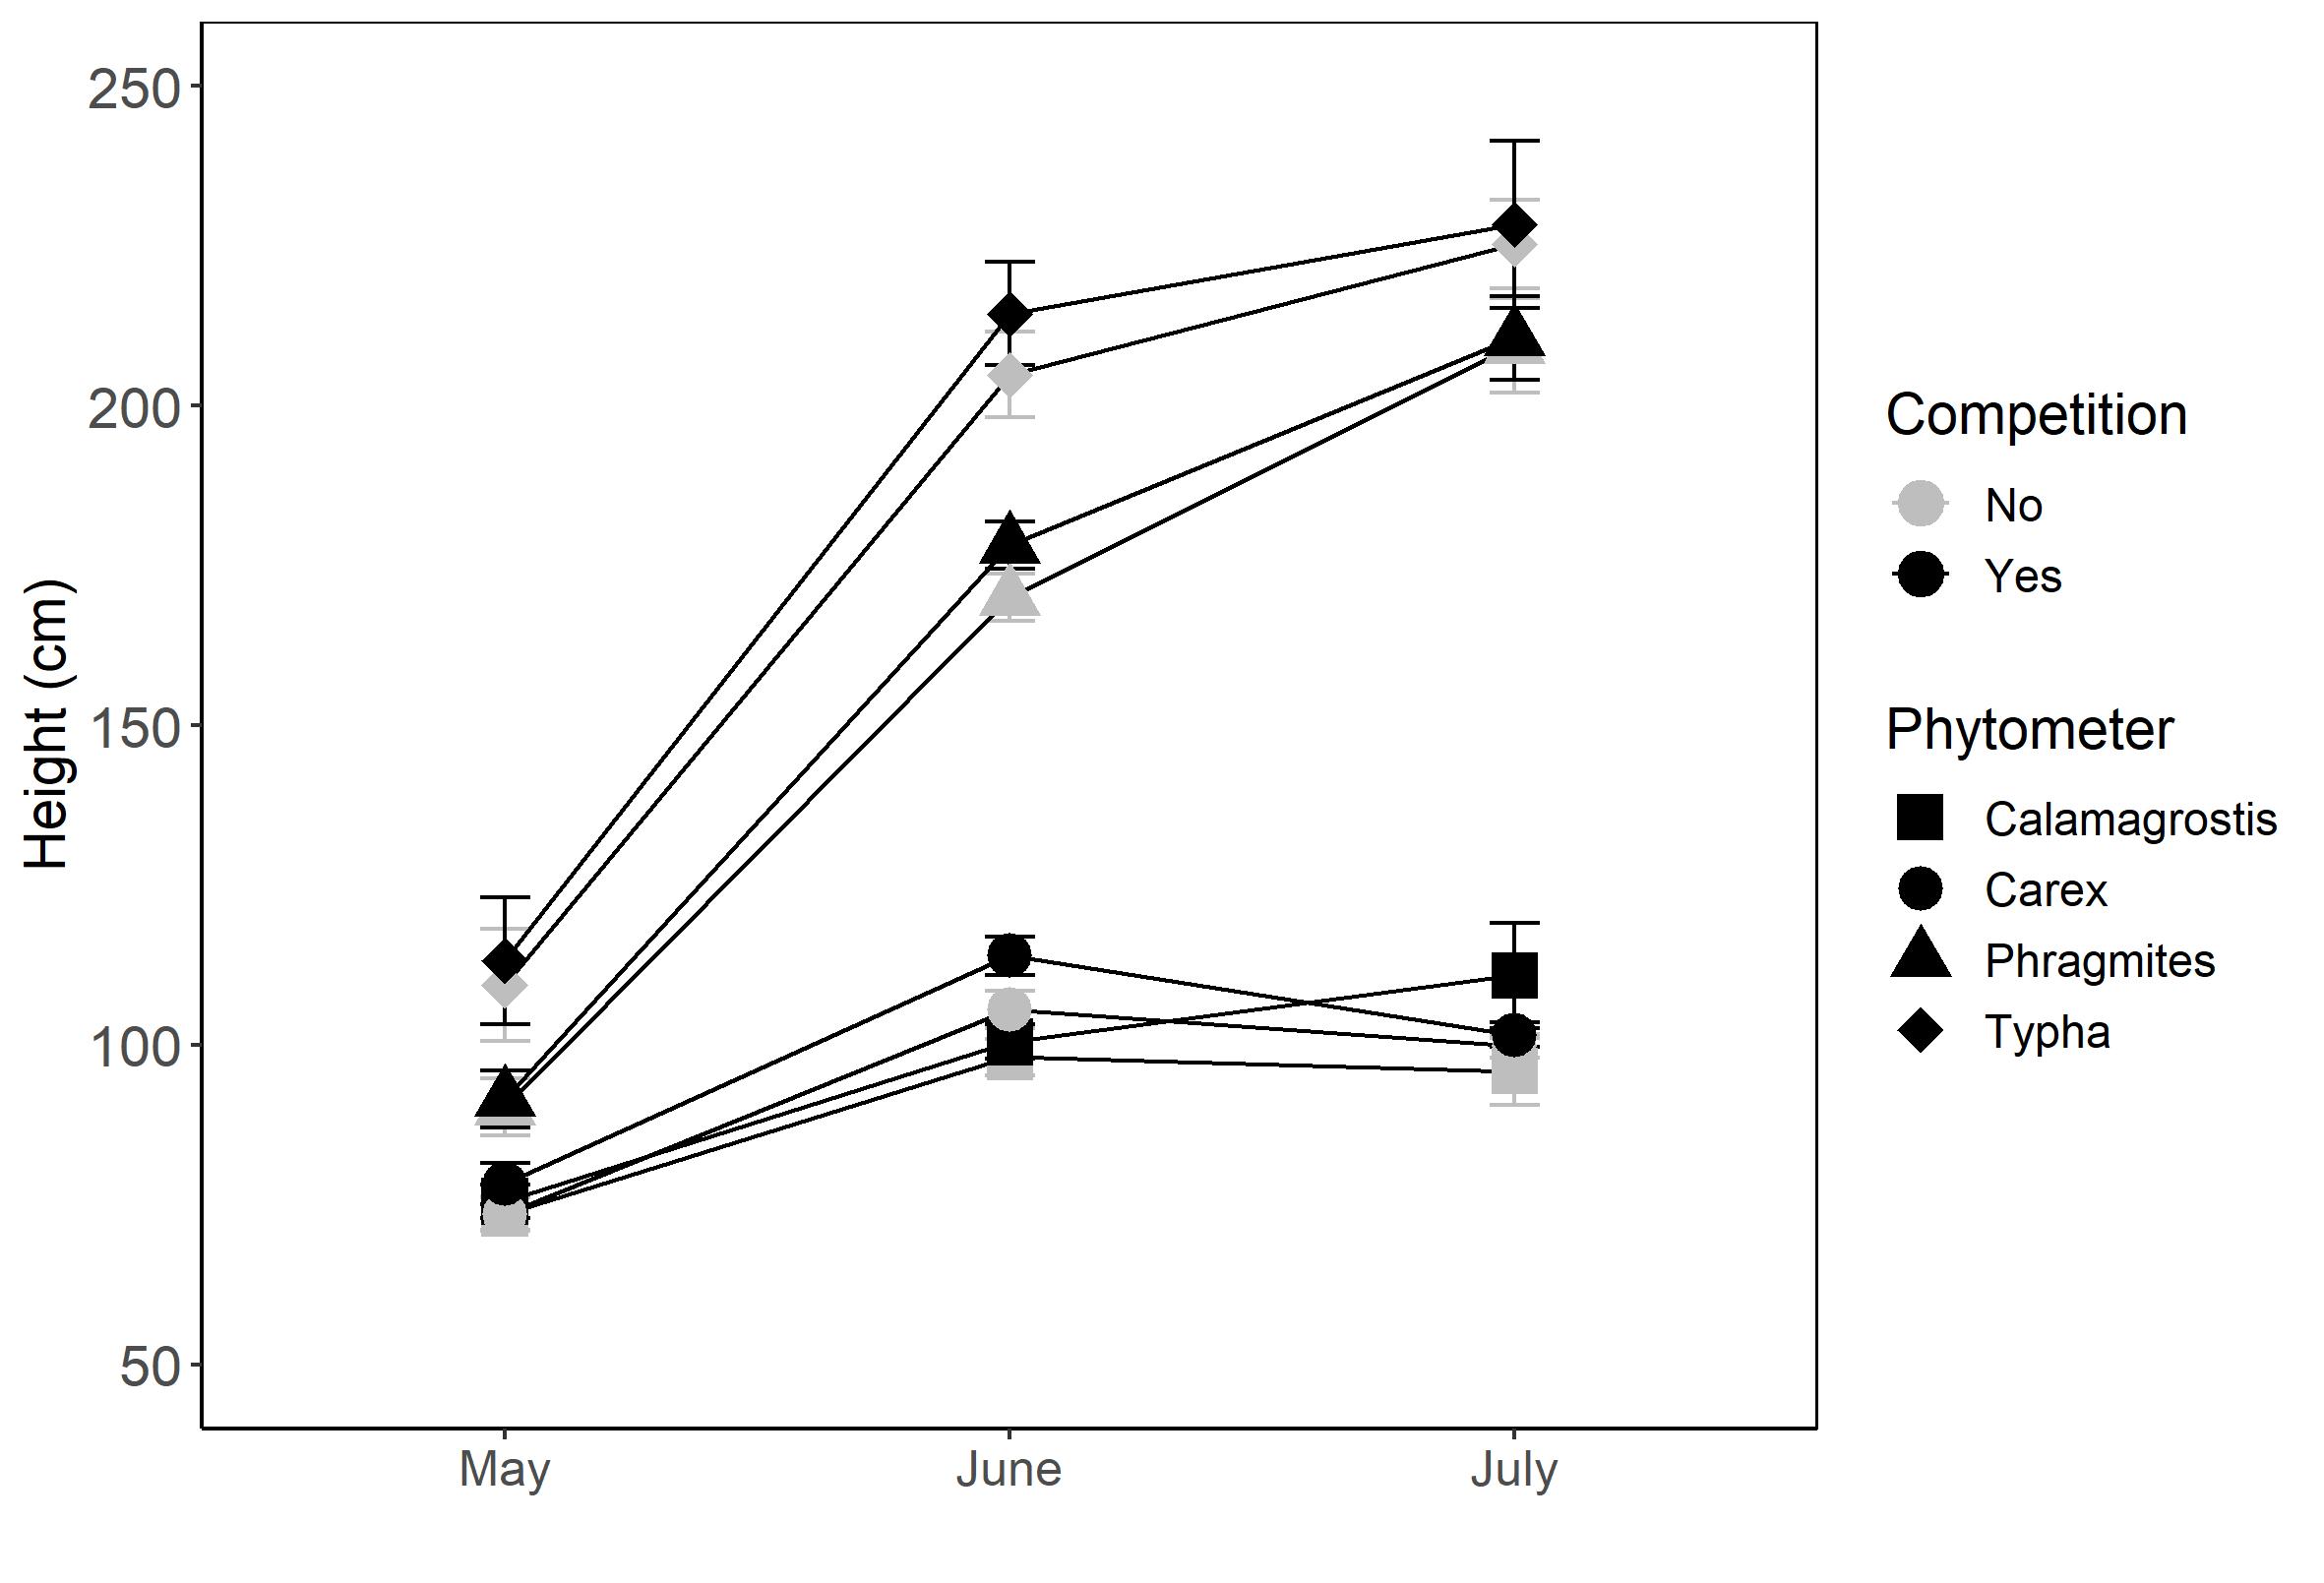 Height (cm)
250
200
150
100
50
May
June
July
Competition
No
Yes
Phytometer
Calamagrostis
Carex
Phragmites
Typha